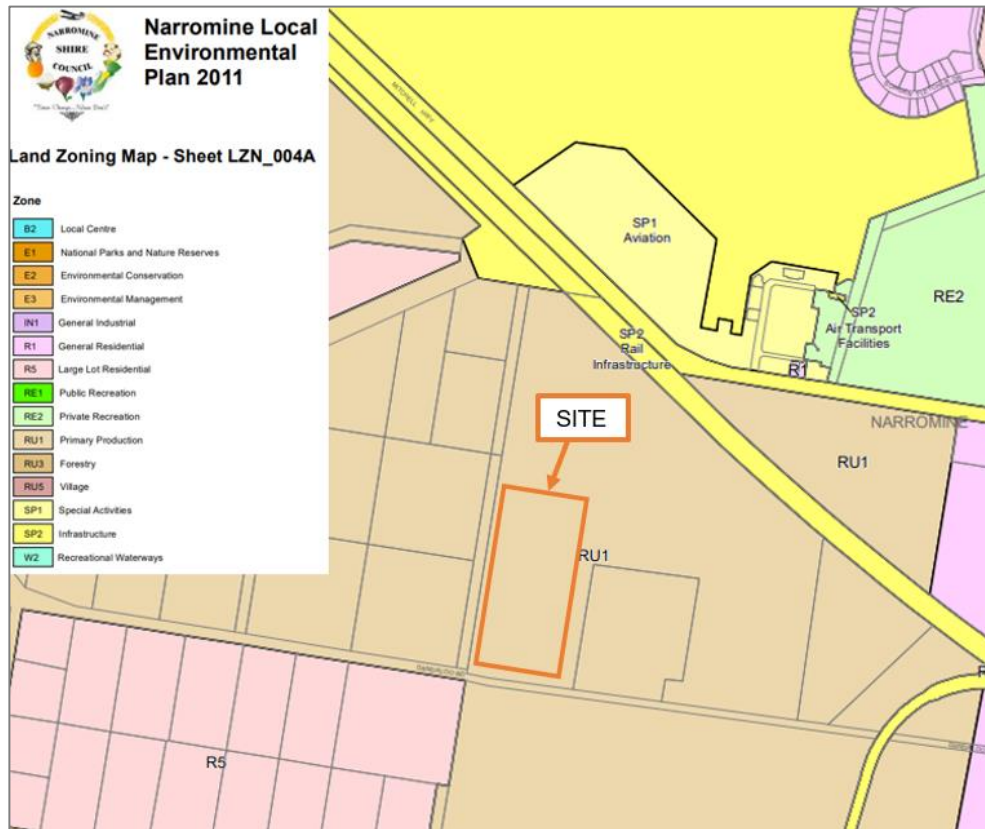 NARROMINE
SHIRE
COUNCIL
Narromine Local
Environmental
Plan 2011
Land Zoning Map - Sheet LZN_004A
Zone
B2 Local Centre
E1 National Parks and Nature Reserves
E2 Environmental Conservation
E3 Environmental Management
IN1 General Industrial
R1 General Residential
R5 Large Lot Residential
RE1 Public Recreation
RE2 Private Recreation
RU1 Primary Production
RU3 Forestry
RU5 Village
SP1 Special Activities
SP2 Infrastructure
W2 Recreational Waterways
MITCHELL HWY
SP1
Aviation
RE2
SP2
Air Transport
Facilities
SP2
Rail
Infrastructure
R1
SITE
NARROMINE
RU1
RU1
DANDALOO RD
R5